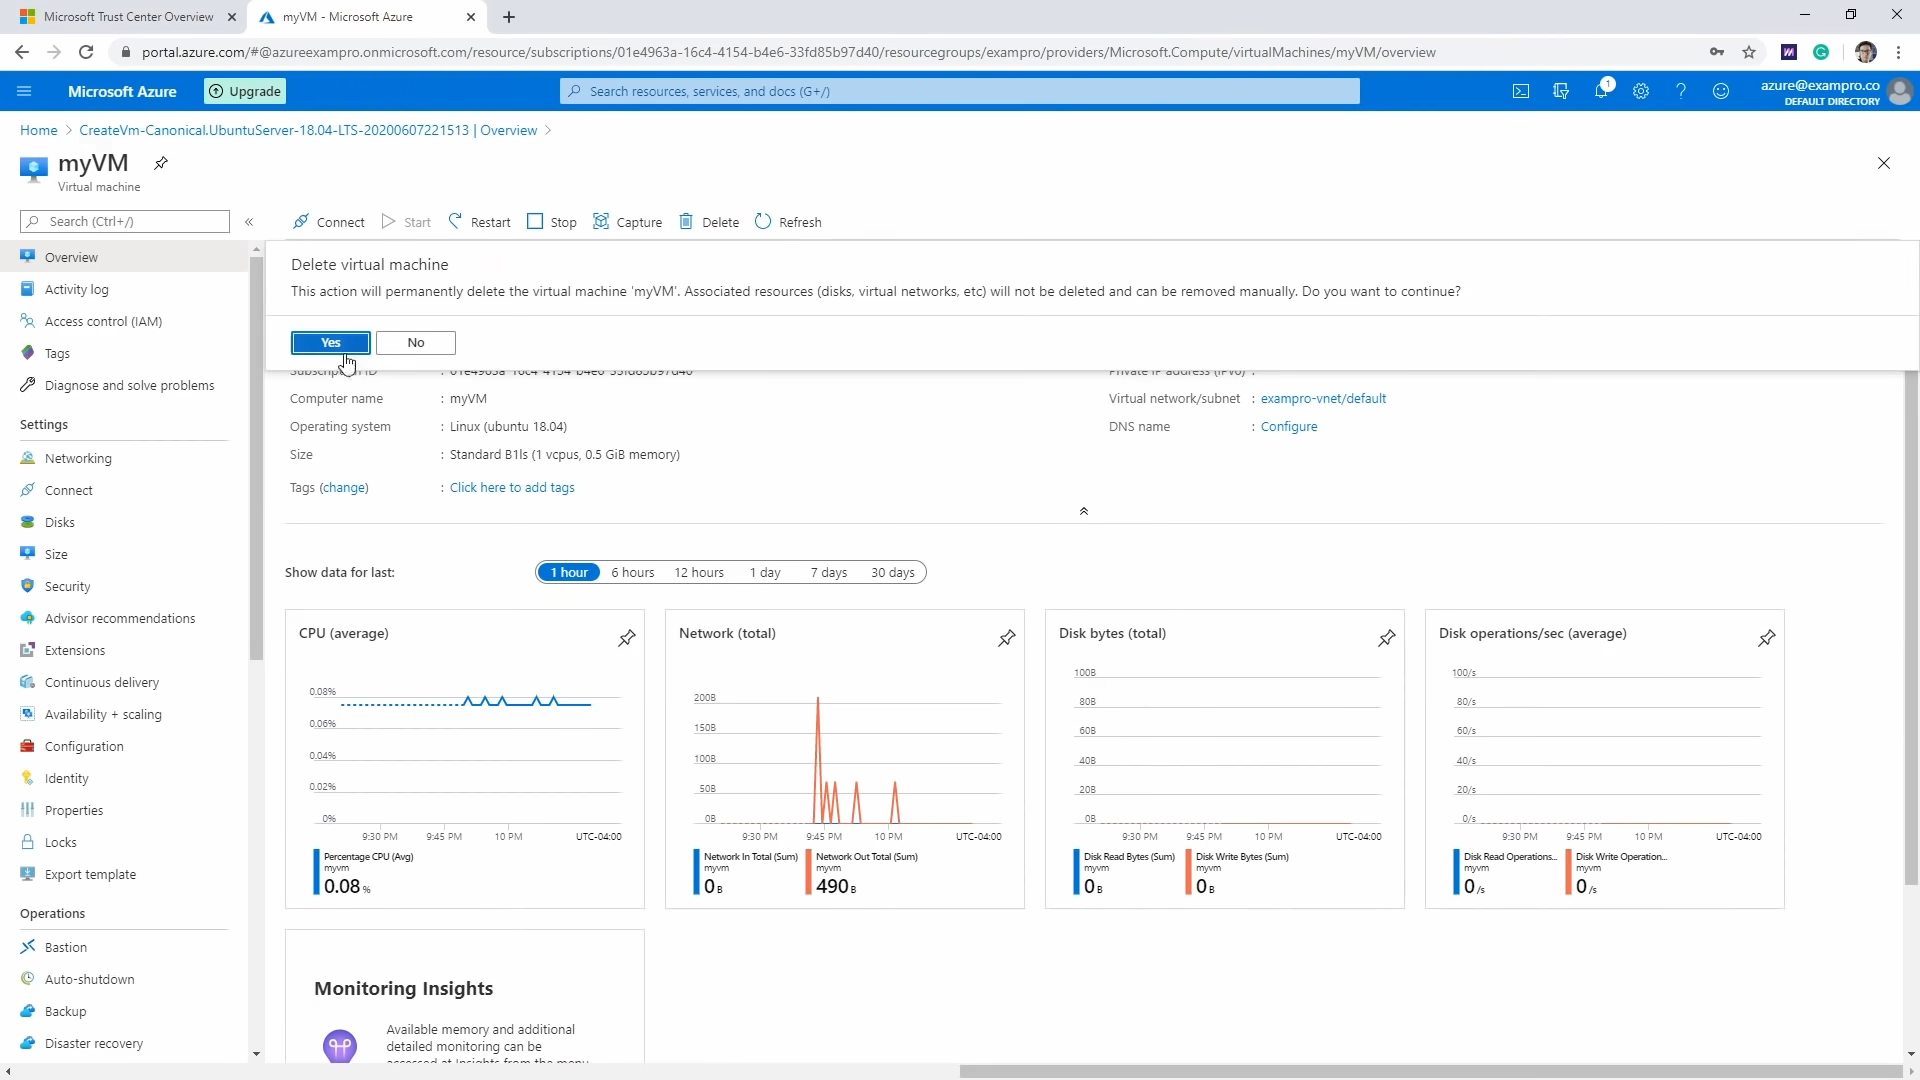 Microsoft Trust Center Overview
myVM - Microsoft Azure
portal.azure.com/#@azureexampro.onmicrosoft.com/resource/subscriptions/01e4963a-16c4-4154-b4e6-33fd85b97d40/resourcegroups/exampro/providers/Microsoft.Compute/virtualMachines/myVM/overview
Microsoft Azure
Upgrade
Search resources, services, and docs (G+/)
1
azure@exampro.co
DEFAULT DIRECTORY
Home > CreateVm-Canonical.UbuntuServer-18.04-LTS-20200607221513 | Overview >
myVM
Virtual machine
Search (Ctrl+/)
«
Connect
Start
Restart
Stop
Capture
Delete
Refresh
Overview
Activity log
Access control (IAM)
Tags
Diagnose and solve problems
Settings
Networking
Connect
Disks
Size
Security
Advisor recommendations
Extensions
Continuous delivery
Availability + scaling
Configuration
Identity
Properties
Locks
Export template
Operations
Bastion
Auto-shutdown
Backup
Disaster recovery
Delete virtual machine
This action will permanently delete the virtual machine 'myVM'. Associated resources (disks, virtual networks, etc) will not be deleted and can be removed manually. Do you want to continue?
Yes
No
Subscription ID : 01e4963a-16c4-4154-b4e6-33fd85b97d40
Computer name : myVM
Operating system : Linux (ubuntu 18.04)
Size : Standard B1ls (1 vcpus, 0.5 GiB memory)
Tags (change) : Click here to add tags
Private IP address (IPv6) :
Virtual network/subnet : exampro-vnet/default
DNS name : Configure
Show data for last:
1 hour
6 hours
12 hours
1 day
7 days
30 days
CPU (average)
0.08%
0.06%
0.04%
0.02%
0%
9:30 PM
9:45 PM
10 PM
UTC-04:00
Percentage CPU (Avg)
myvm
0.08 %
Network (total)
200B
150B
100B
50B
0B
9:30 PM
9:45 PM
10 PM
UTC-04:00
Network In Total (Sum)
myvm
0 B
Network Out Total (Sum)
myvm
490 B
Disk bytes (total)
100B
80B
60B
40B
20B
0B
9:30 PM
9:45 PM
10 PM
UTC-04:00
Disk Read Bytes (Sum)
myvm
0 B
Disk Write Bytes (Sum)
myvm
0 B
Disk operations/sec (average)
100/s
80/s
60/s
40/s
20/s
0/s
9:30 PM
9:45 PM
10 PM
UTC-04:00
Disk Read Operations...
myvm
0 /s
Disk Write Operation...
myvm
0 /s
Monitoring Insights
Available memory and additional
detailed monitoring can be
accessed at Insights from the menu